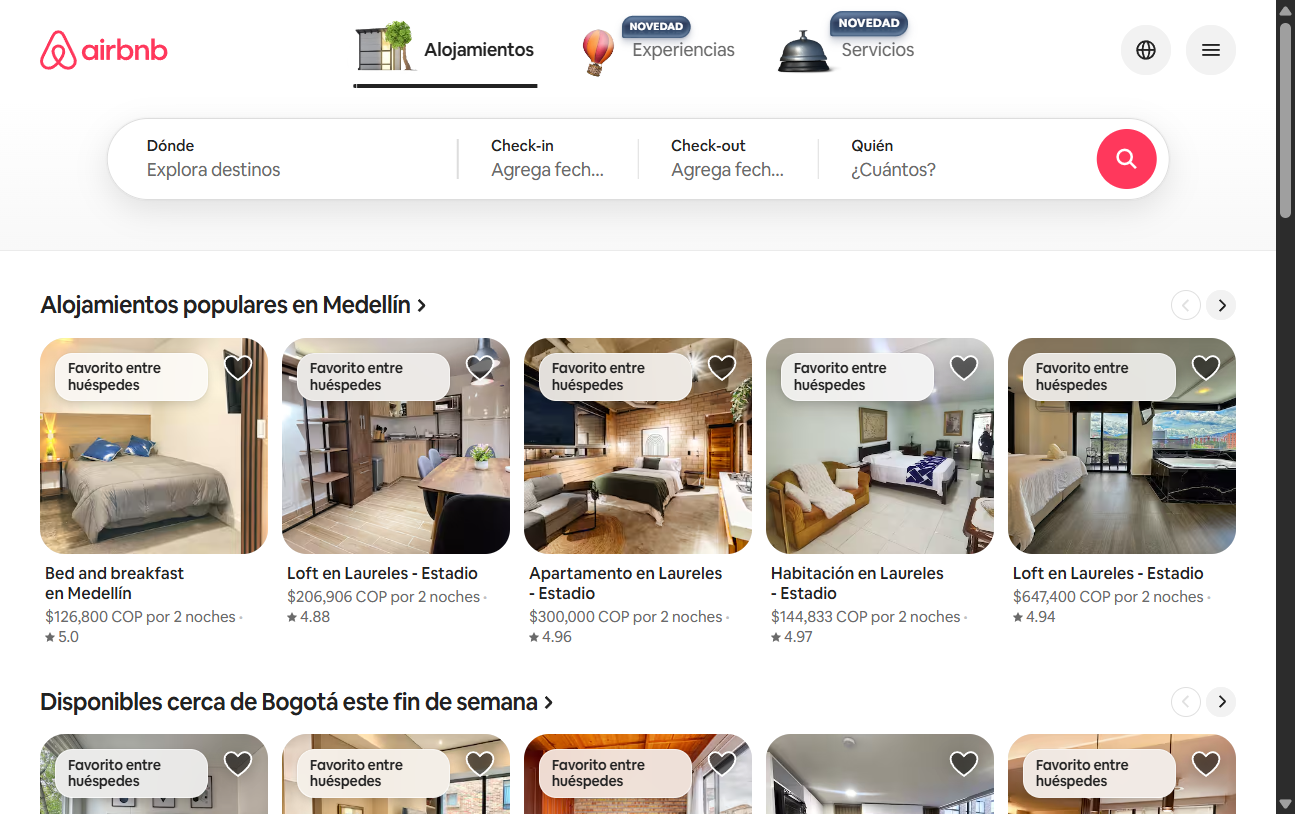 airbnb
Alojamientos
NOVEDAD
Experiencias
NOVEDAD
Servicios
Dónde
Explora destinos
Check-in
Agrega fech...
Check-out
Agrega fech...
Quién
¿Cuántos?
Alojamientos populares en Medellín
Favorito entre
huéspedes
Favorito entre
huéspedes
Favorito entre
huéspedes
Favorito entre
huéspedes
Favorito entre
huéspedes
Bed and breakfast
en Medellín
$126,800 COP por 2 noches ·
★ 5.0
Loft en Laureles - Estadio
$206,906 COP por 2 noches ·
★ 4.88
Apartamento en Laureles
- Estadio
$300,000 COP por 2 noches ·
★ 4.96
Habitación en Laureles
- Estadio
$144,833 COP por 2 noches ·
★ 4.97
Loft en Laureles - Estadio
$647,400 COP por 2 noches ·
★ 4.94
Disponibles cerca de Bogotá este fin de semana
Favorito entre
huéspedes
Favorito entre
huéspedes
Favorito entre
huéspedes
Favorito entre
huéspedes